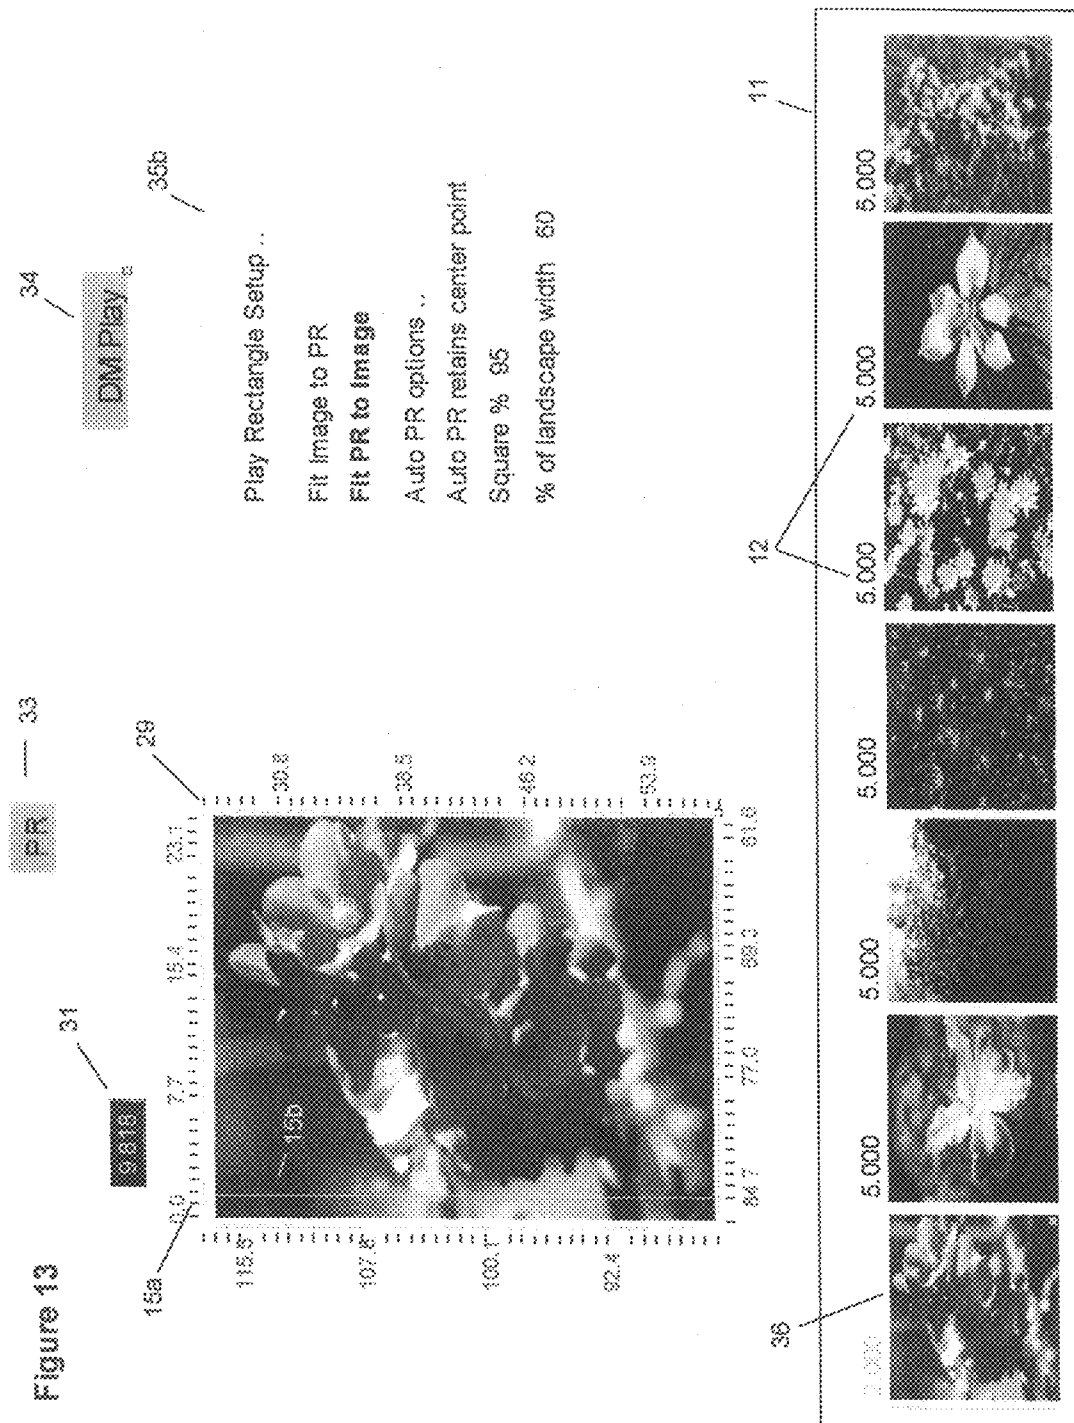 Figure 13
PR
33
34
DM Play
31
9818
35b
15a
29
0.0 7.7 15.4 23.1
115.5
107.8
100.1
92.4
30.8
38.5
46.2
53.9
84.7 77.0 69.3 61.6
15b
Play Rectangle Setup ..
Fit Image to PR
Fit PR to Image
Auto PR options ..
Auto PR retains center point
Square % 95
% of landscape width 60
12
11
36
2.000 5.000 5.000 5.000 5.000 5.000 5.000